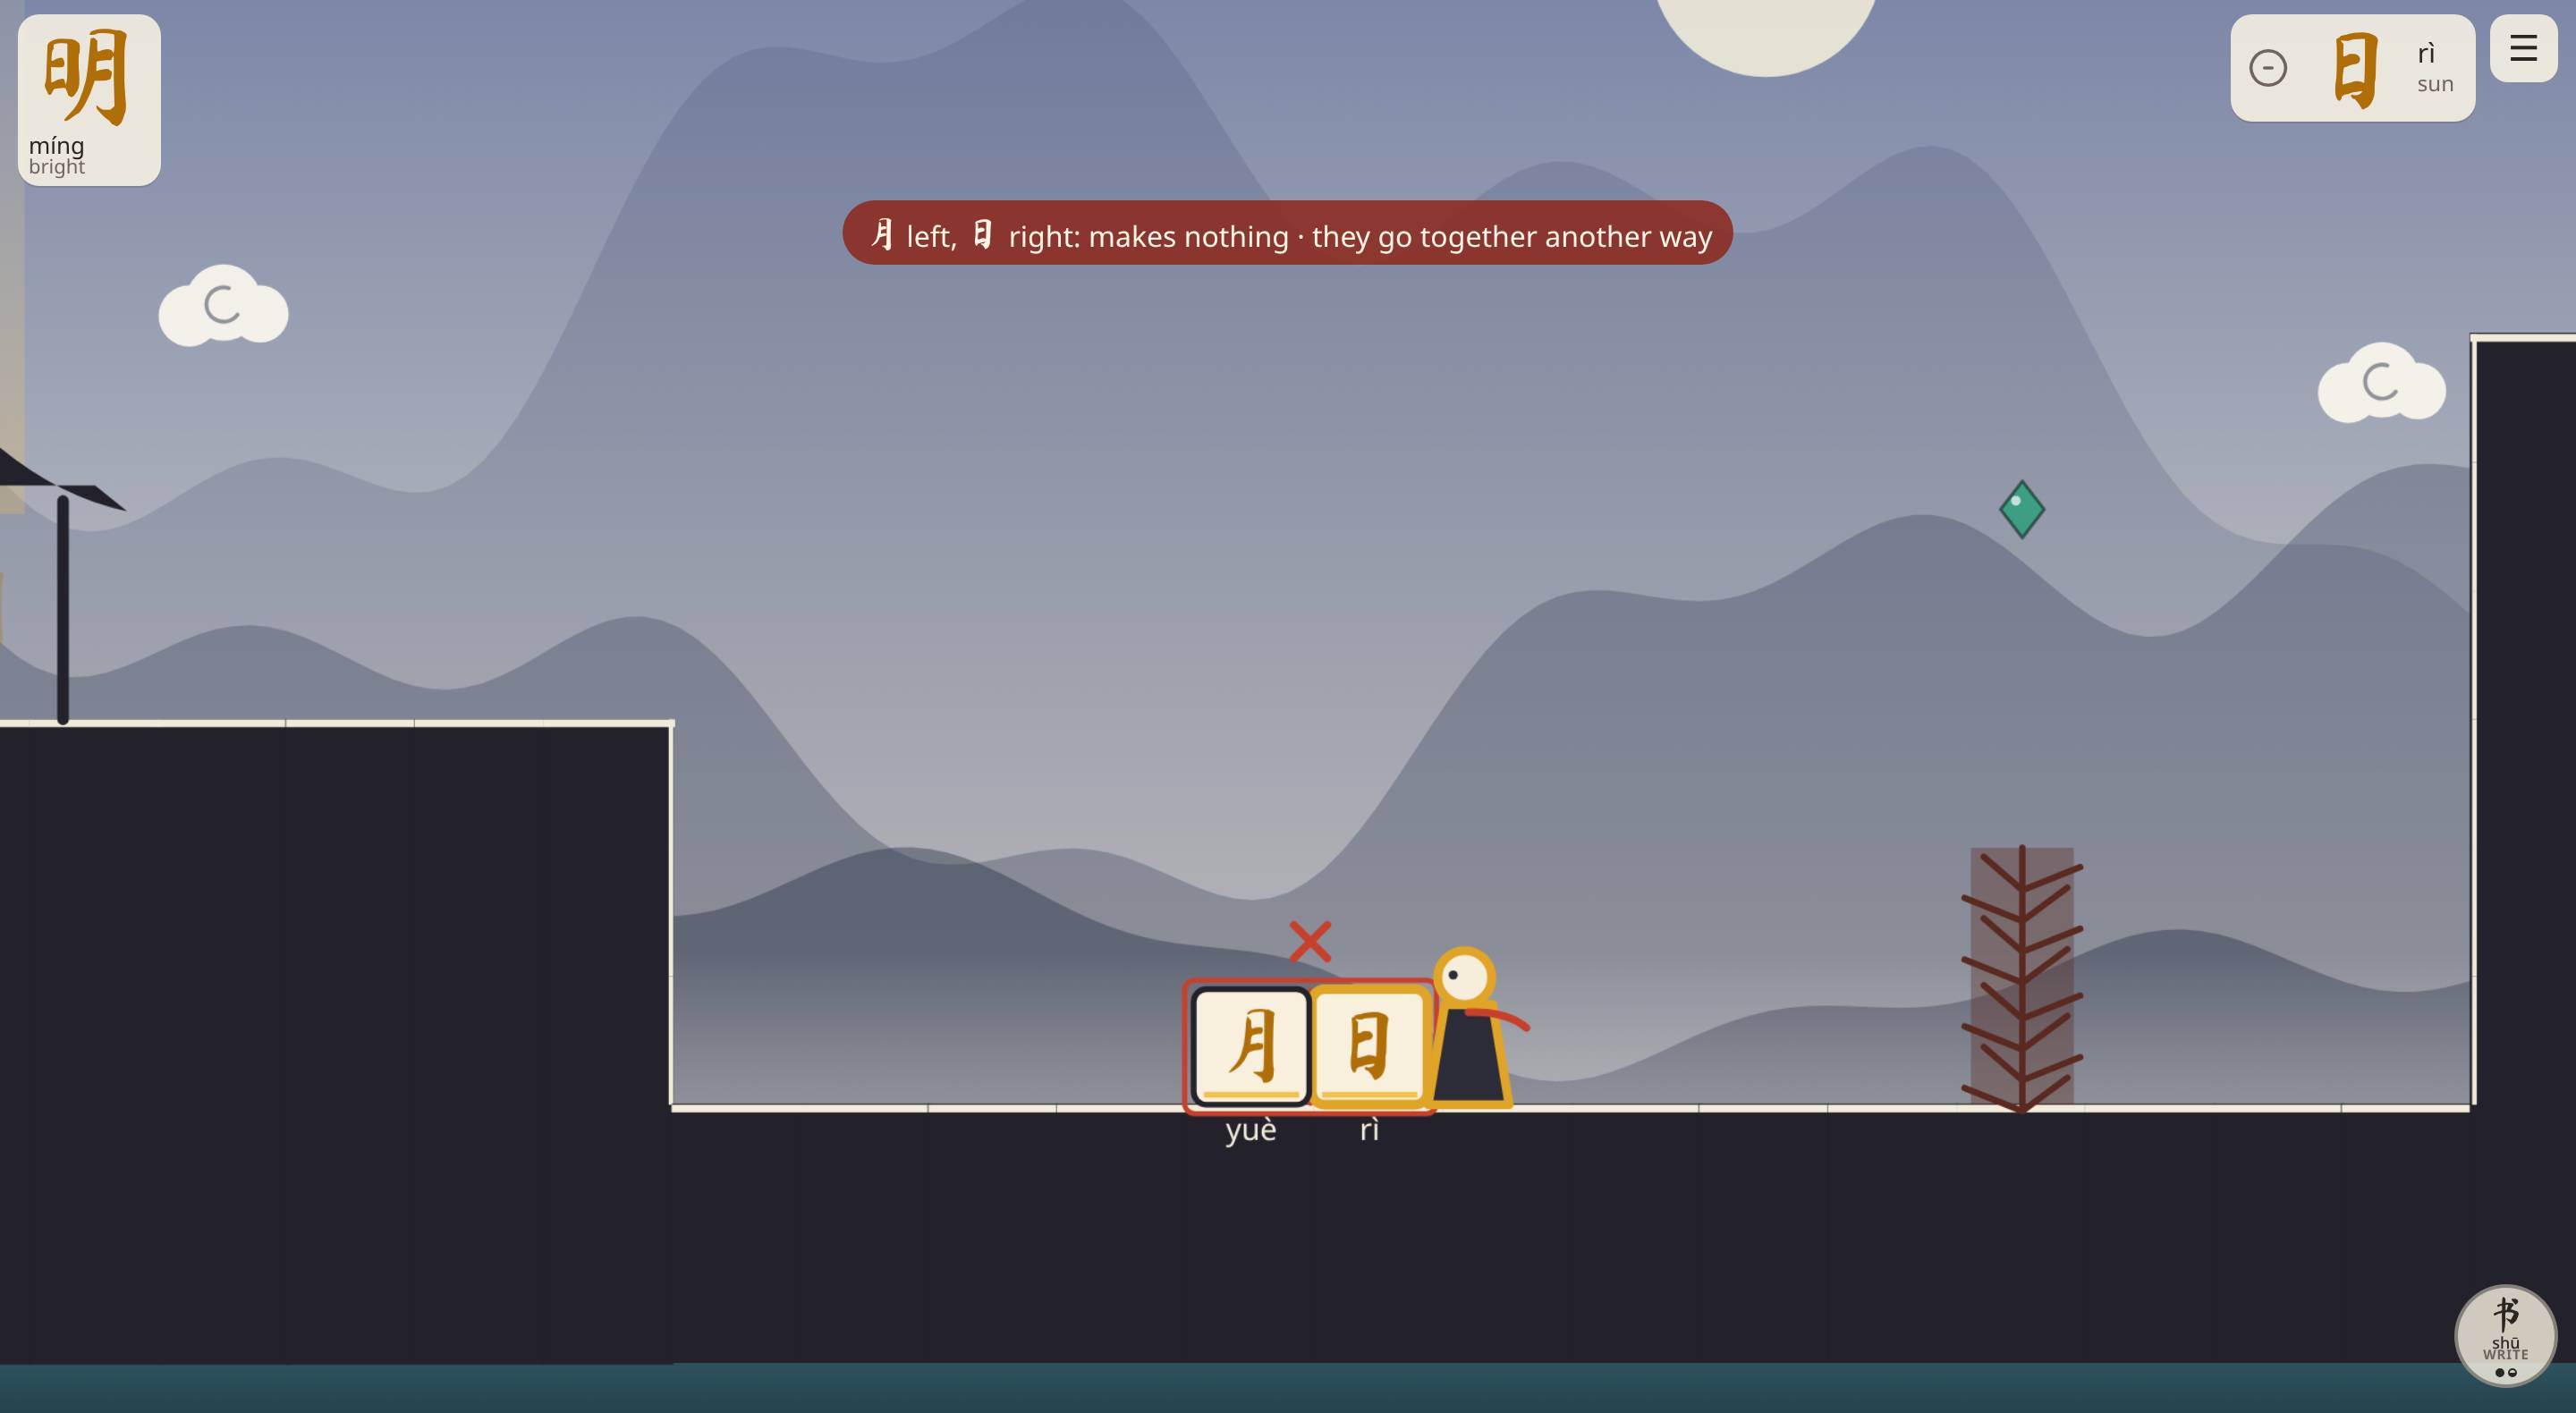 明
míng
bright
日
rì
sun
月 left, 日 right: makes nothing · they go together another way
月 日
yuè rì
书
shū
WRITE